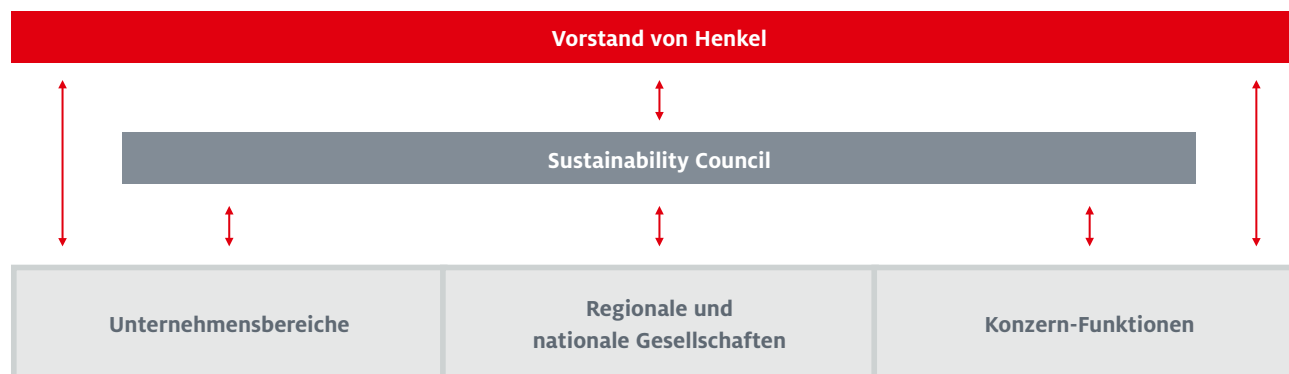 Vorstand von Henkel
Sustainability Council
Unternehmensbereiche
Regionale und
nationale Gesellschaften
Konzern-Funktionen